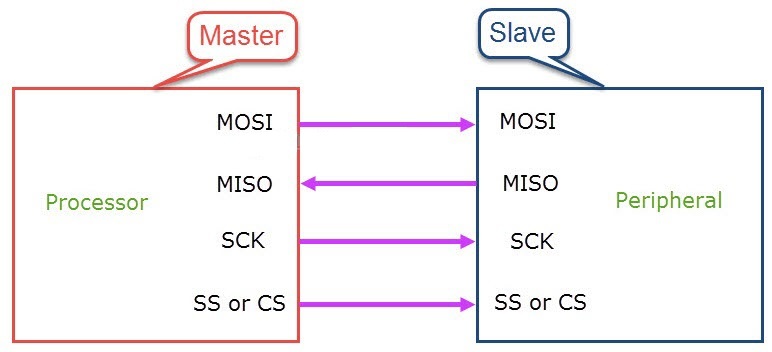 Master
Slave
MOSI
MOSI
MISO
MISO
Processor
Peripheral
SCK
SCK
SS or CS
SS or CS